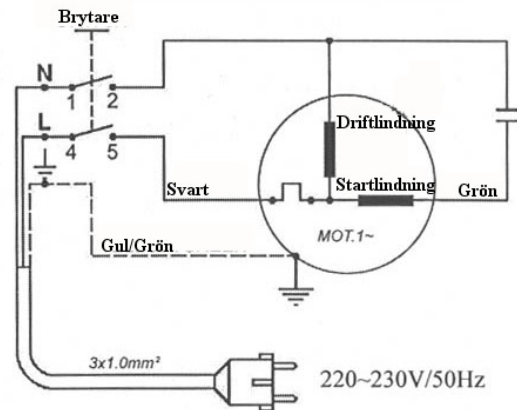 Brytare
N
1 2
L
4 5
Driftlindning
Startlindning
Svart
Grön
MOT.1~
Gul/Grön
3x1.0mm²
220~230V/50Hz